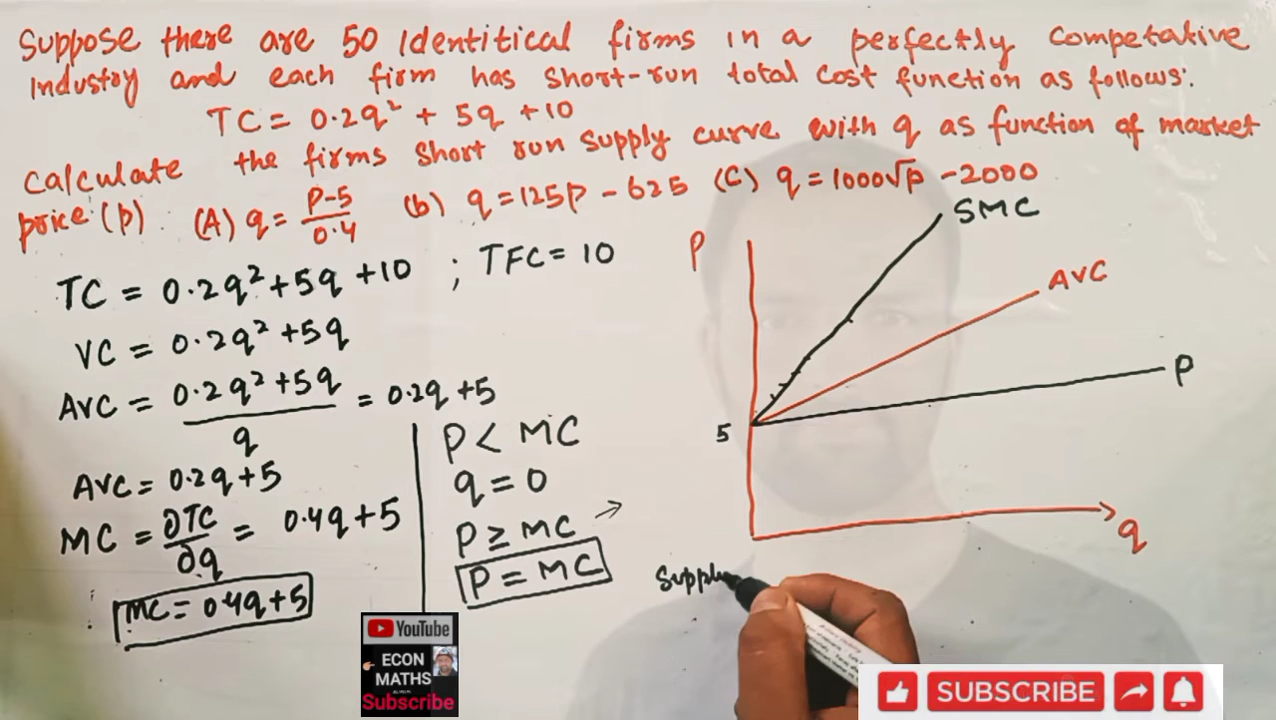 Suppose there are 50 Identitical firms in a perfectly competative
Industry and each firm has short-run total cost function as follows:
TC = 0.2q² + 5q + 10
Calculate the firms short run supply curve with q as function of market
price (p). (A) q = P-5/0.4 (b) q = 125p - 625 (C) q = 1000√p - 2000
TC = 0.2q² + 5q + 10 ; TFC = 10
VC = 0.2q² + 5q
AVC = 0.2q² + 5q/q = 0.2q + 5
AVC = 0.2q + 5
MC = ∂TC/∂q = 0.4q + 5
MC = 0.4q + 5
P < MC
q = 0
P ≥ MC →
P = MC
P
SMC
AVC
P
5
q
Supply
YouTube
ECON
MATHS
Subscribe
SUBSCRIBE